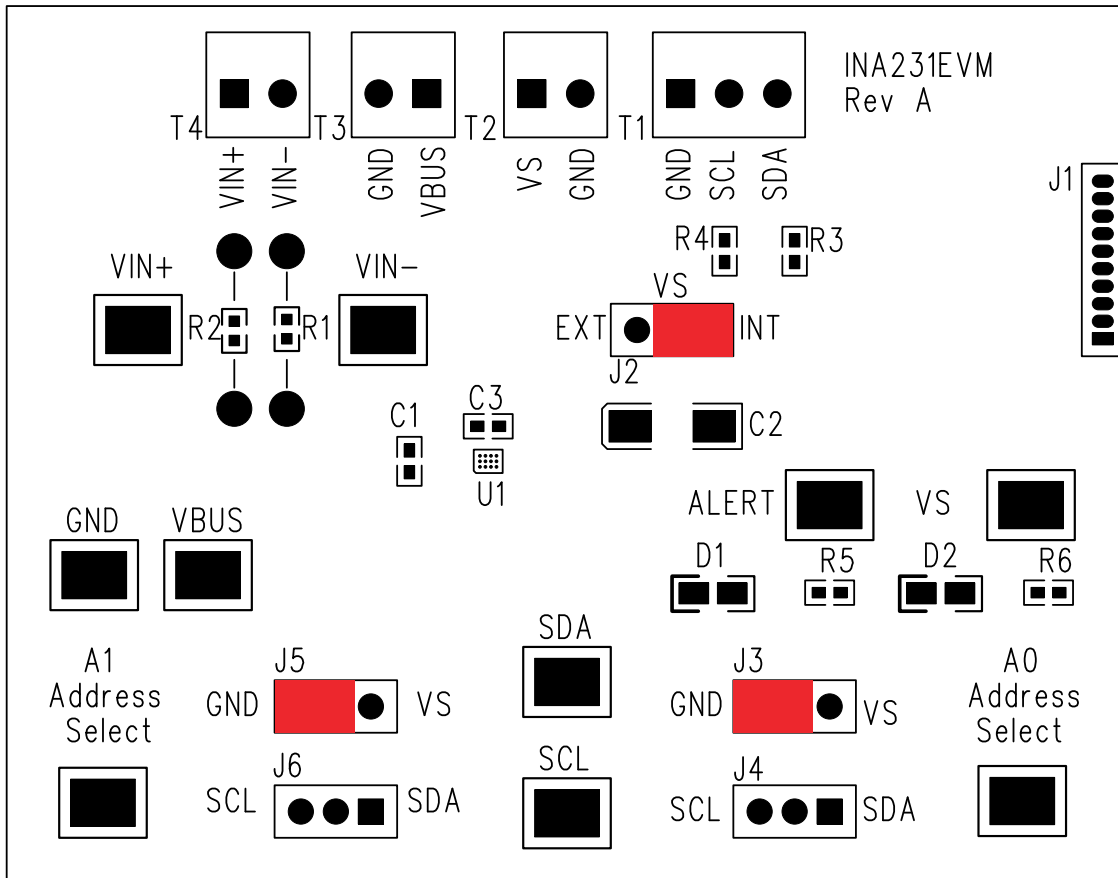 INA231EVM
Rev A
T4
T3
T2
T1
VIN+
VIN-
GND
VBUS
VS
GND
GND
SCL
SDA
J1
R4
R3
VIN+
VIN-
VS
R2
R1
EXT
INT
J2
C1
C3
C2
U1
ALERT
VS
GND
VBUS
D1
R5
D2
R6
SDA
A1
Address
Select
J5
GND
VS
J3
GND
VS
A0
Address
Select
SCL
J6
SCL
SDA
J4
SCL
SDA